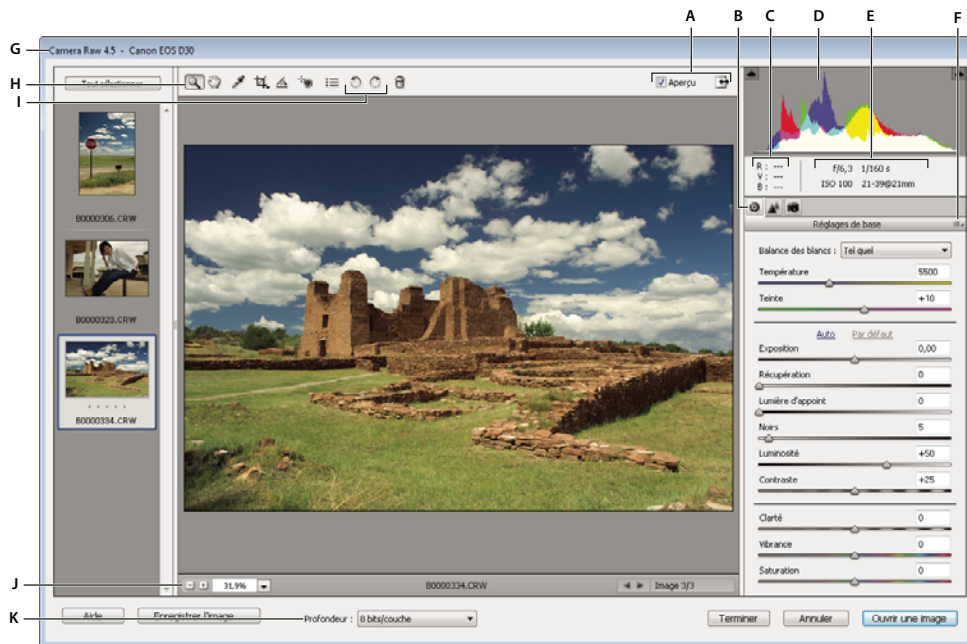 A B C D E F
G
Camera Raw 4.5 - Canon EOS D30
H
I
Tout sélectionner
Aperçu
R : ---
V : ---
B : ---
f/6,3 1/160 s
ISO 100 21-39@21mm
B0000306.CRW
B0000323.CRW
B0000334.CRW
Réglages de base
Balance des blancs : Tel quel
Température 5500
Teinte +10
Auto Par défaut
Exposition 0,00
Récupération 0
Lumière d'appoint 0
Noirs 5
Luminosité +50
Contraste +25
Clarté 0
Vibrance 0
Saturation 0
J
31,9%
B0000334.CRW
Image 3/3
K
Aide
Enregistrer l'image...
Profondeur : 8 bits/couche
Terminer
Annuler
Ouvrir une image